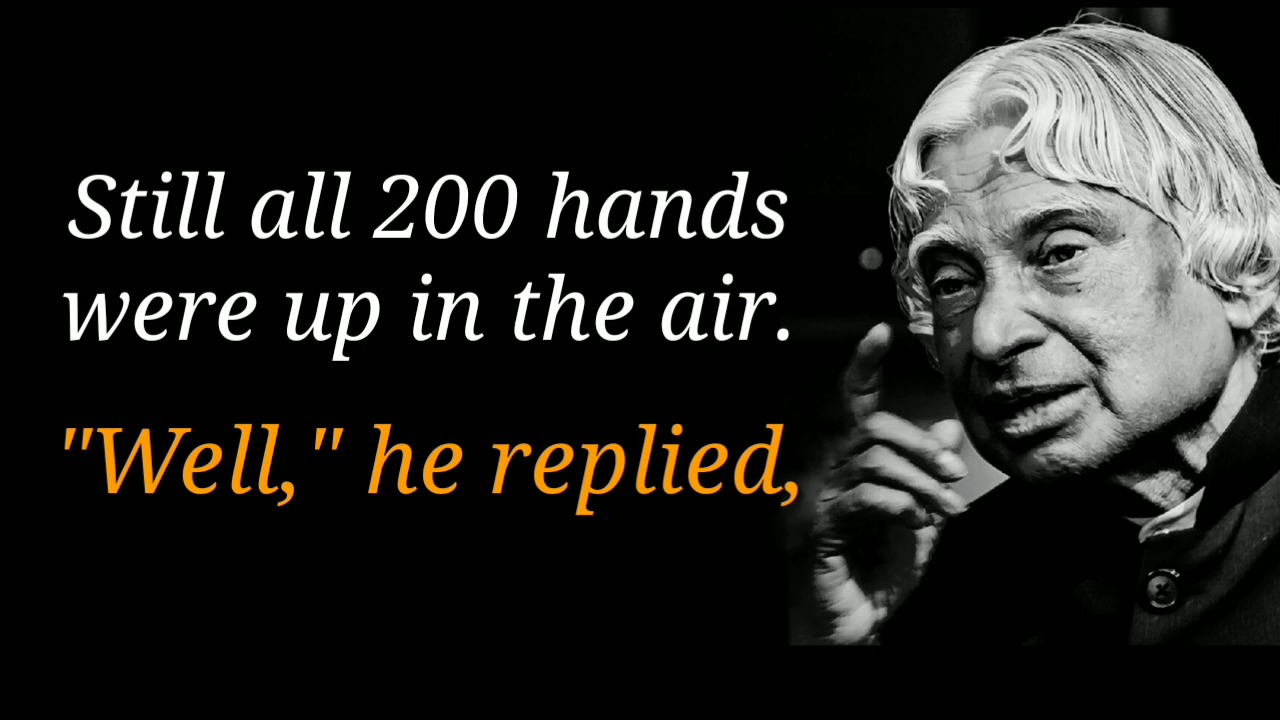 Still all 200 hands
were up in the air.
"Well," he replied,